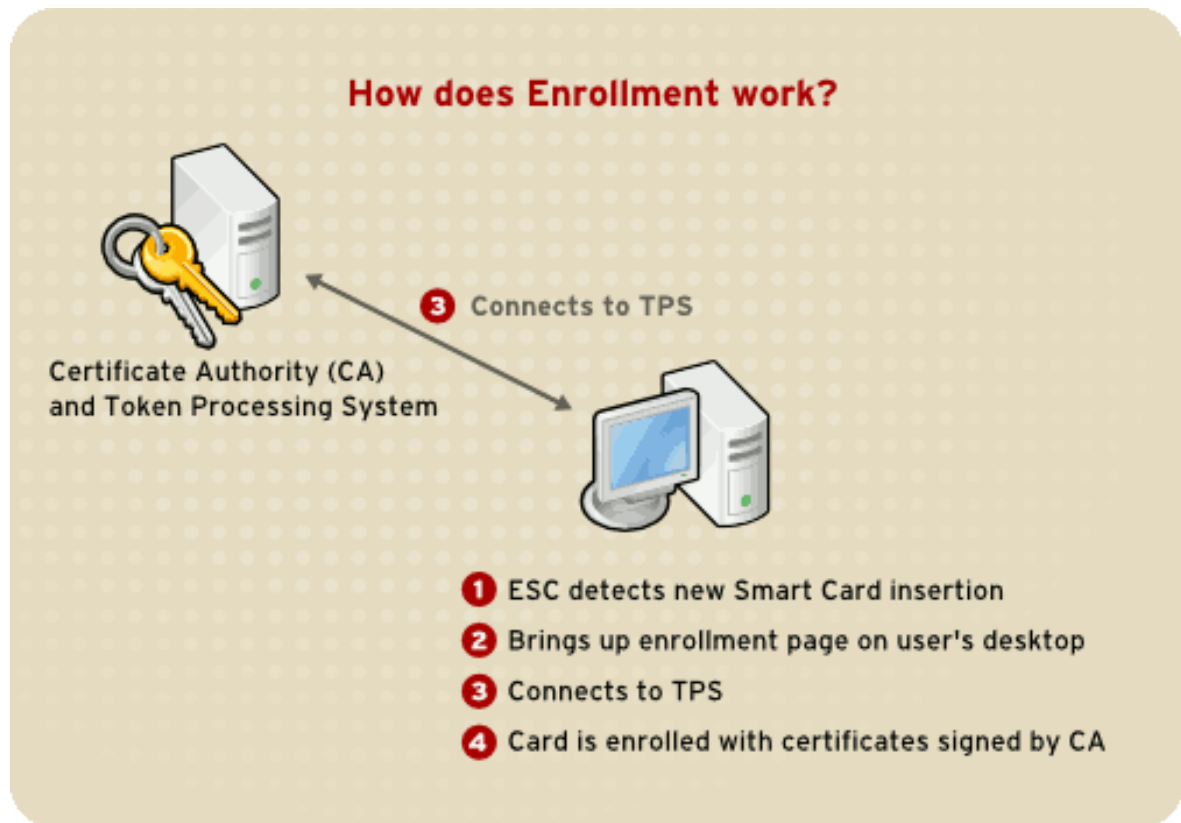 How does Enrollment work?
3 Connects to TPS
Certificate Authority (CA)
and Token Processing System
1 ESC detects new Smart Card insertion
2 Brings up enrollment page on user's desktop
3 Connects to TPS
4 Card is enrolled with certificates signed by CA